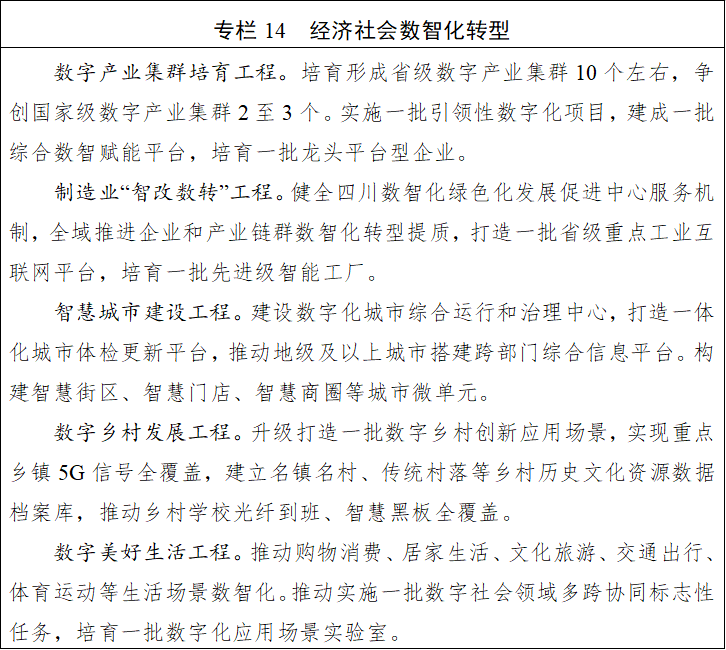 专栏 14 经济社会数智化转型
数字产业集群培育工程。培育形成省级数字产业集群 10 个左右，争
创国家级数字产业集群 2 至 3 个。实施一批引领性数字化项目，建成一批
综合数智赋能平台，培育一批龙头平台型企业。
制造业“智改数转”工程。健全四川数智化绿色化发展促进中心服务机
制，全域推进企业和产业链群数智化转型提质，打造一批省级重点工业互
联网平台，培育一批先进级智能工厂。
智慧城市建设工程。建设数字化城市综合运行和治理中心，打造一体
化城市体检更新平台，推动地级及以上城市搭建跨部门综合信息平台。构
建智慧街区、智慧门店、智慧商圈等城市微单元。
数字乡村发展工程。升级打造一批数字乡村创新应用场景，实现重点
乡镇 5G 信号全覆盖，建立名镇名村、传统村落等乡村历史文化资源数据
档案库，推动乡村学校光纤到班、智慧黑板全覆盖。
数字美好生活工程。推动购物消费、居家生活、文化旅游、交通出行、
体育运动等生活场景数智化。推动实施一批数字社会领域多跨协同标志性
任务，培育一批数字化应用场景实验室。